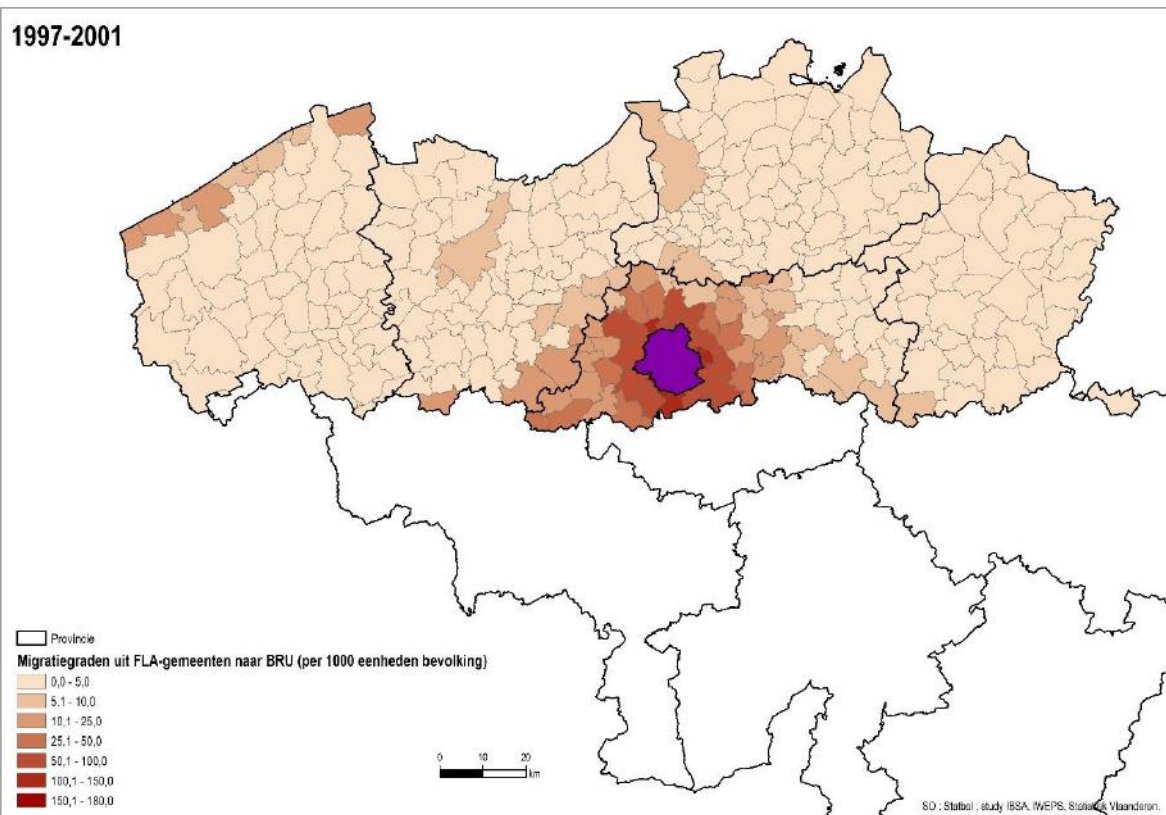 1997-2001
Provincie
Migratiegraden uit FLA-gemeenten naar BRU (per 1000 eenheden bevolking)
0,0 - 5,0
5,1 - 10,0
10,1 - 25,0
25,1 - 50,0
50,1 - 100,0
100,1 - 150,0
150,1 - 180,0
0 10 20
km
SO : Statbel ; study IBSA, IWEPS, Statistiek Vlaanderen.